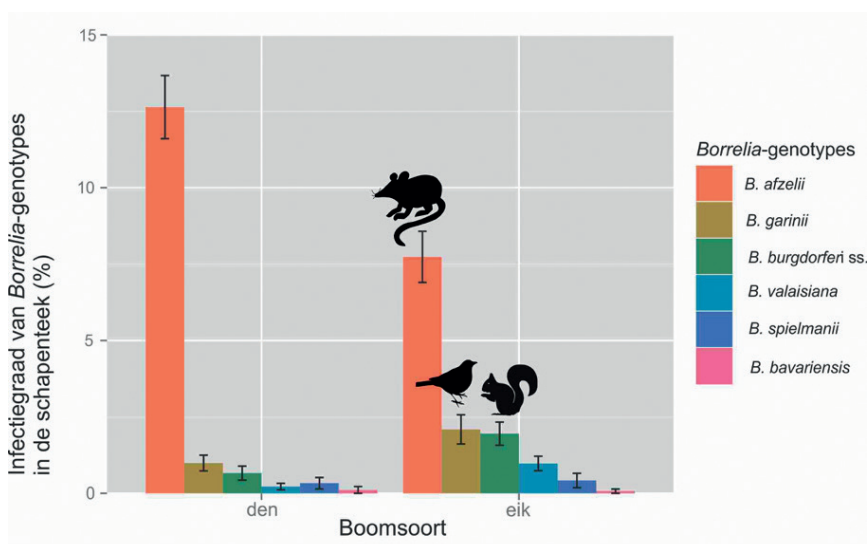 Infectiegraad van Borrelia-genotypes
in de schapenteek (%)
15
10
5
0
den
eik
Boomsoort
Borrelia-genotypes
B. afzelii
B. garinii
B. burgdorferi ss.
B. valaisiana
B. spielmanii
B. bavariensis